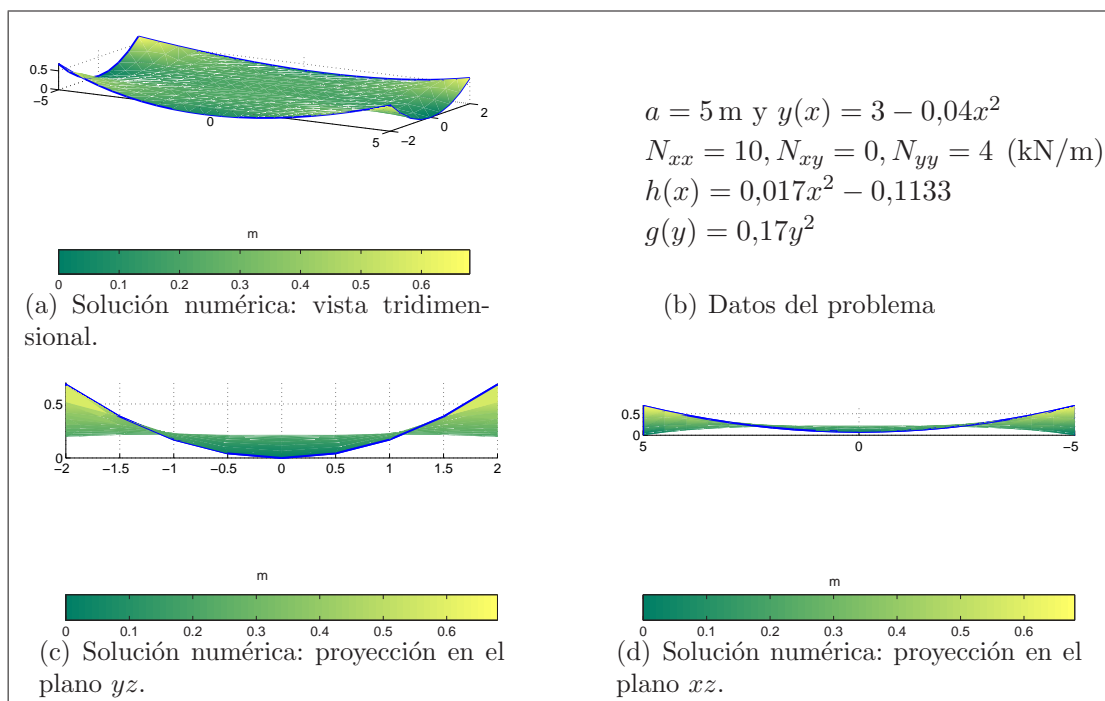 0.5
0
−5
0
5
−2
0
2
m
0 0.1 0.2 0.3 0.4 0.5 0.6
(a) Solución numérica: vista tridimen-
sional.
a = 5 m y y(x) = 3 − 0,04x²
Nₓₓ = 10, Nₓᵧ = 0, Nᵧᵧ = 4 (kN/m)
h(x) = 0,017x² − 0,1133
g(y) = 0,17y²
(b) Datos del problema
0.5
0
−2 −1.5 −1 −0.5 0 0.5 1 1.5 2
m
0 0.1 0.2 0.3 0.4 0.5 0.6
(c) Solución numérica: proyección en el
plano yz.
0.5
0
5 0 −5
m
0 0.1 0.2 0.3 0.4 0.5 0.6
(d) Solución numérica: proyección en el
plano xz.